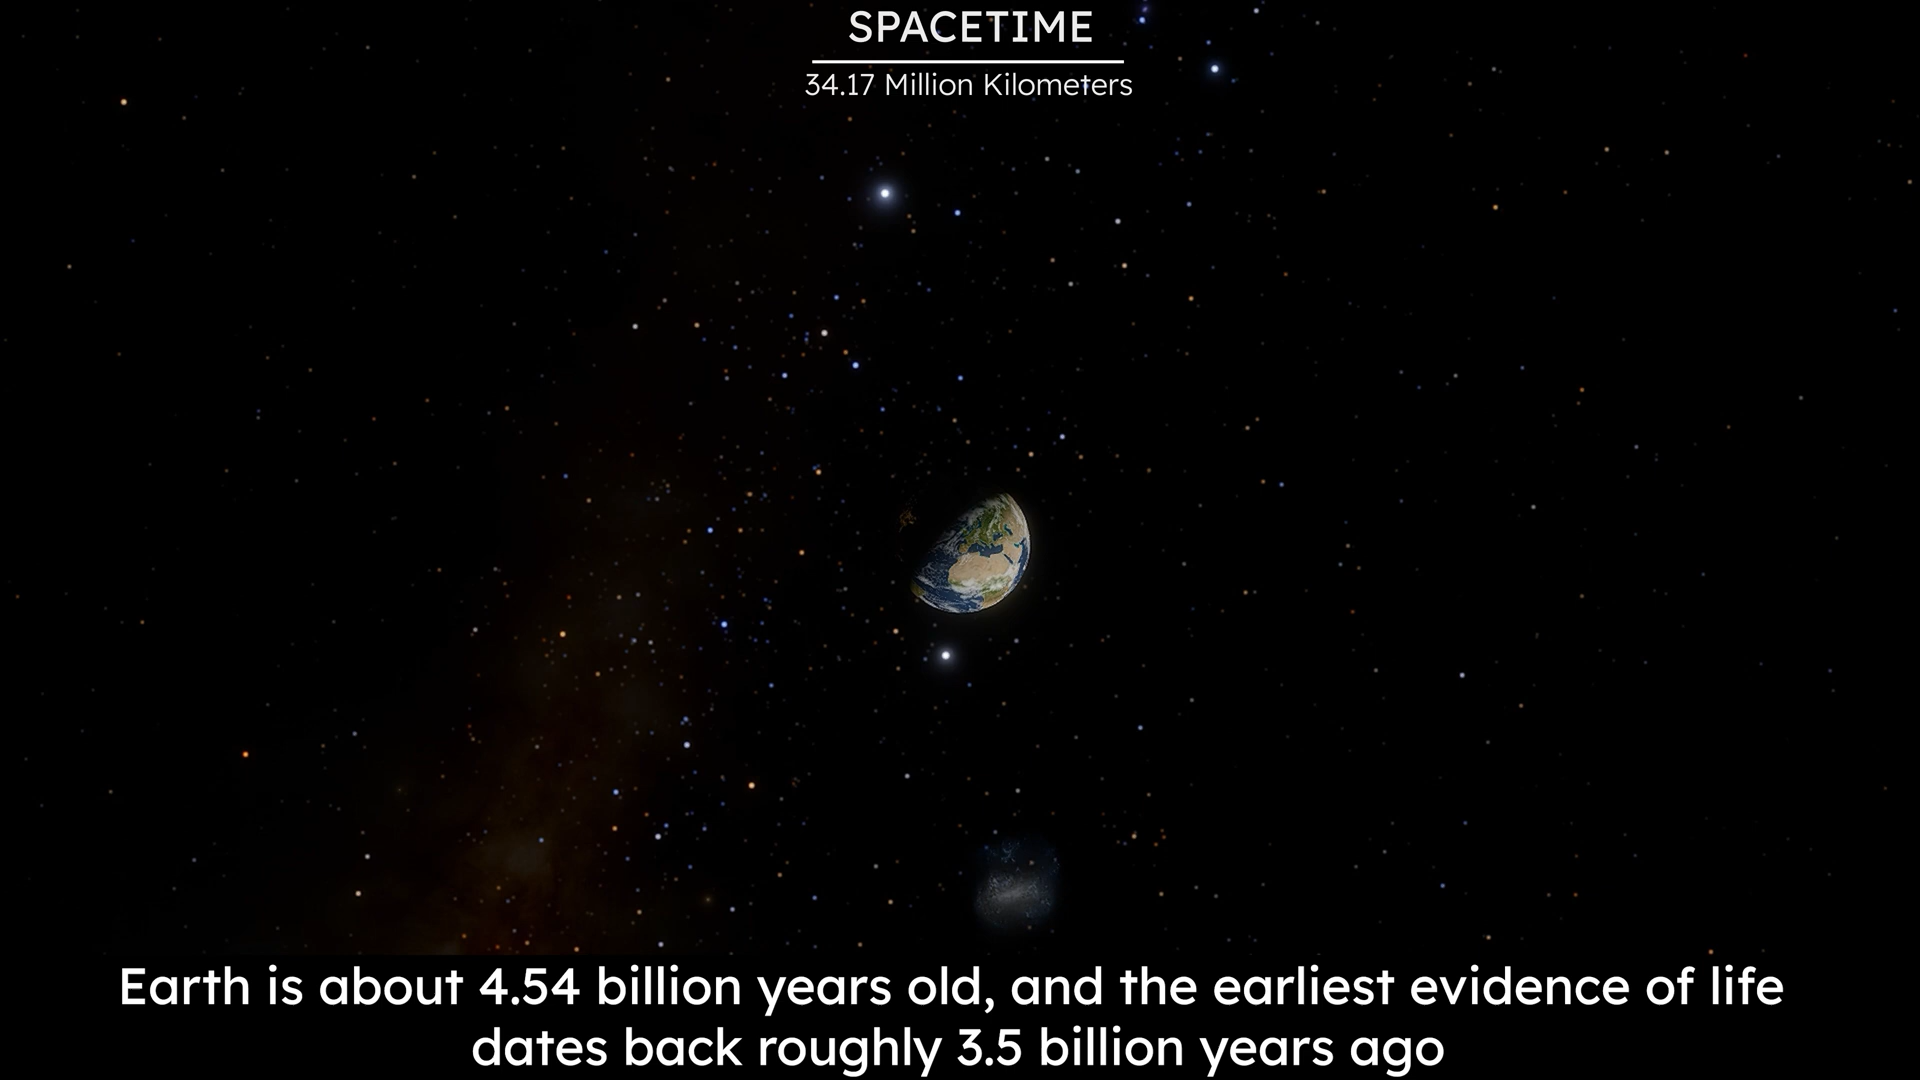 SPACETIME
34.17 Million Kilometers
Earth is about 4.54 billion years old, and the earliest evidence of life
dates back roughly 3.5 billion years ago